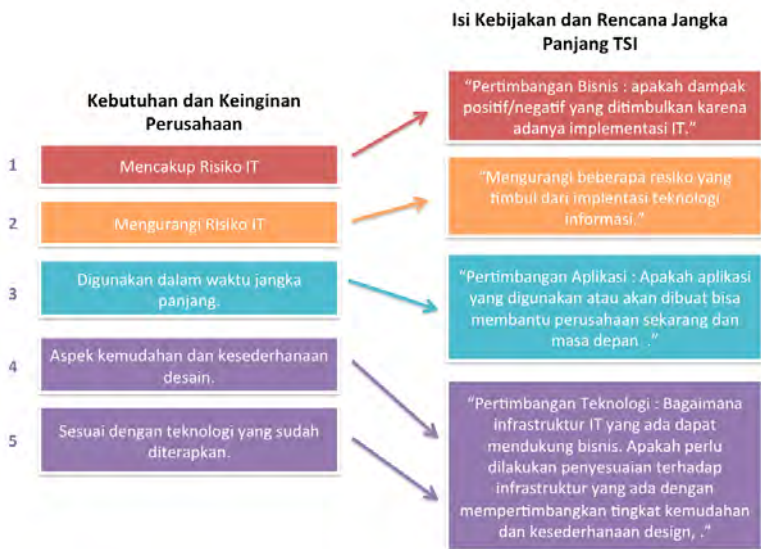 Isi Kebijakan dan Rencana Jangka
Panjang TSI
Kebutuhan dan Keinginan
Perusahaan
1
Mencakup Risiko IT
2
Mengurangi Risiko IT
3
Digunakan dalam waktu jangka
panjang.
4
Aspek kemudahan dan kesederhanaan
desain.
5
Sesuai dengan teknologi yang sudah
diterapkan.
“Pertimbangan Bisnis : apakah dampak
positif/negatif yang ditimbulkan karena
adanya implementasi IT.”
“Mengurangi beberapa resiko yang
timbul dari implentasi teknologi
informasi.”
“Pertimbangan Aplikasi : Apakah aplikasi
yang digunakan atau akan dibuat bisa
membantu perusahaan sekarang dan
masa depan .”
“Pertimbangan Teknologi : Bagaimana
infrastruktur IT yang ada dapat
mendukung bisnis. Apakah perlu
dilakukan penyesuaian terhadap
infrastruktur yang ada dengan
mempertimbangkan tingkat kemudahan
dan kesederhanaan design, .”